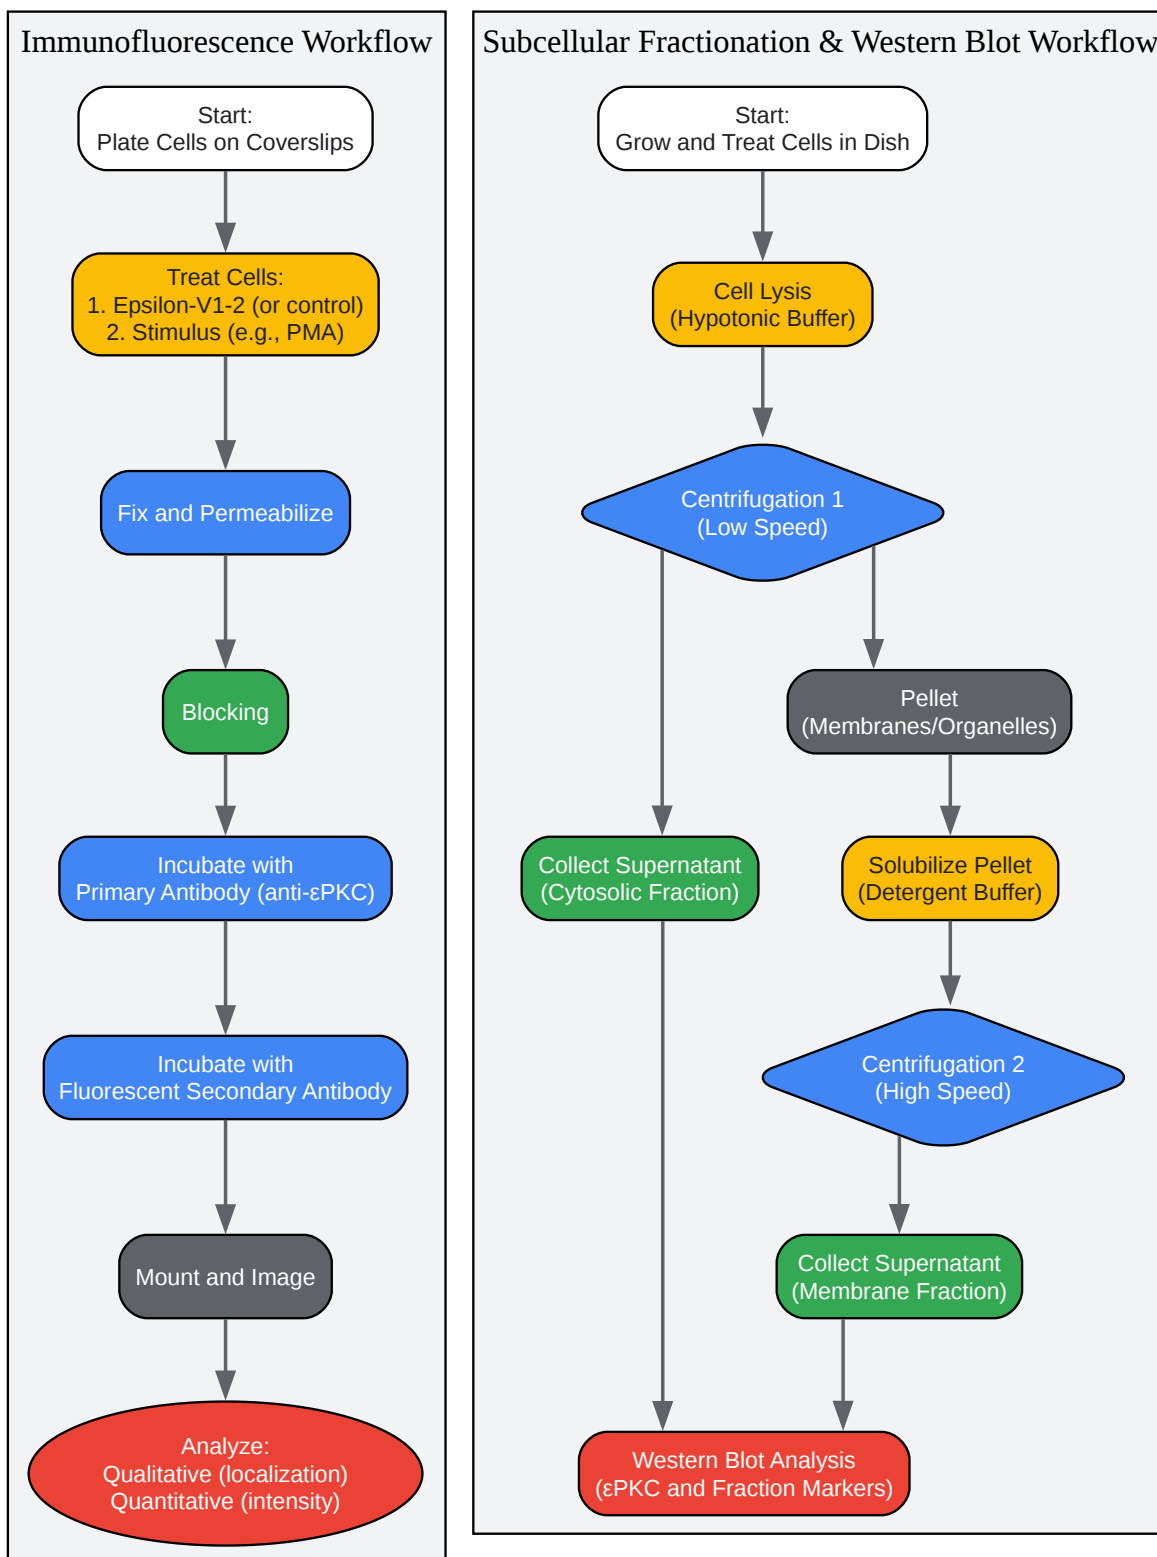 Immunofluorescence Workflow
Start:
Plate Cells on Coverslips
Treat Cells:
1. Epsilon-V1-2 (or control)
2. Stimulus (e.g., PMA)
Fix and Permeabilize
Blocking
Incubate with
Primary Antibody (anti-εPKC)
Incubate with
Fluorescent Secondary Antibody
Mount and Image
Analyze:
Qualitative (localization)
Quantitative (intensity)
Subcellular Fractionation & Western Blot Workflow
Start:
Grow and Treat Cells in Dish
Cell Lysis
(Hypotonic Buffer)
Centrifugation 1
(Low Speed)
Pellet
(Membranes/Organelles)
Collect Supernatant
(Cytosolic Fraction)
Solubilize Pellet
(Detergent Buffer)
Centrifugation 2
(High Speed)
Collect Supernatant
(Membrane Fraction)
Western Blot Analysis
(εPKC and Fraction Markers)